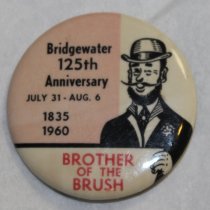 Bridgewater
125th
Anniversary
JULY 31 - AUG. 6
1835
1960
BROTHER
OF THE
BRUSH